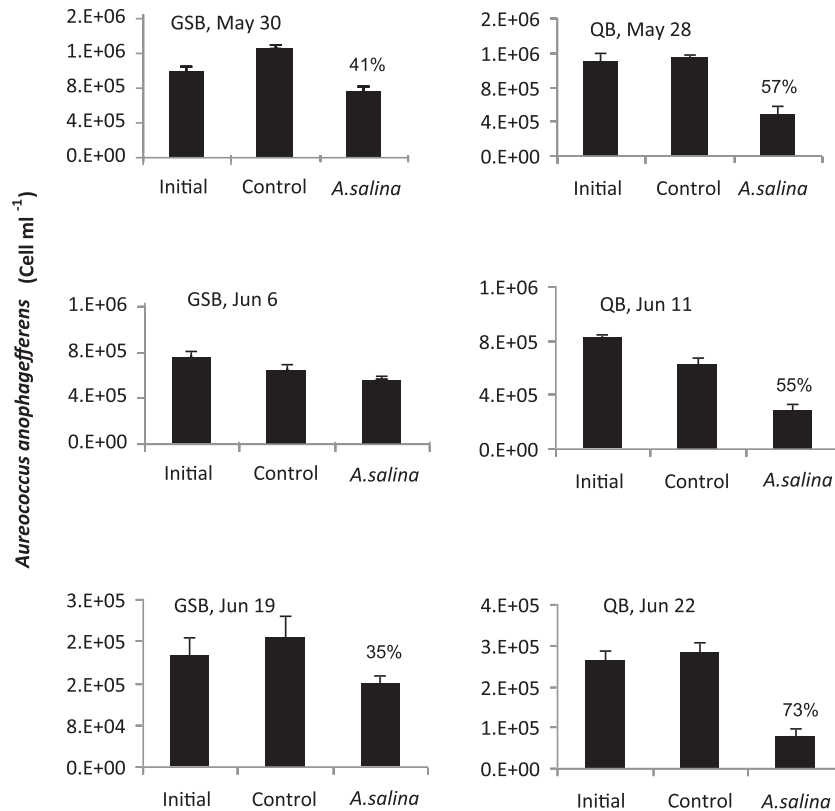 Aureococcus anophagefferens (Cell ml -1)
GSB, May 30
2.E+06
1.E+06
8.E+05
4.E+05
0.E+00
41%
Initial Control A.salina
QB, May 28
2.E+06
1.E+06
8.E+05
4.E+05
0.E+00
57%
Initial Control A.salina
GSB, Jun 6
1.E+06
8.E+05
4.E+05
0.E+00
Initial Control A.salina
QB, Jun 11
1.E+06
8.E+05
4.E+05
0.E+00
55%
Initial Control A.salina
GSB, Jun 19
3.E+05
2.E+05
2.E+05
8.E+04
0.E+00
35%
Initial Control A.salina
QB, Jun 22
4.E+05
3.E+05
2.E+05
1.E+05
0.E+00
73%
Initial Control A.salina